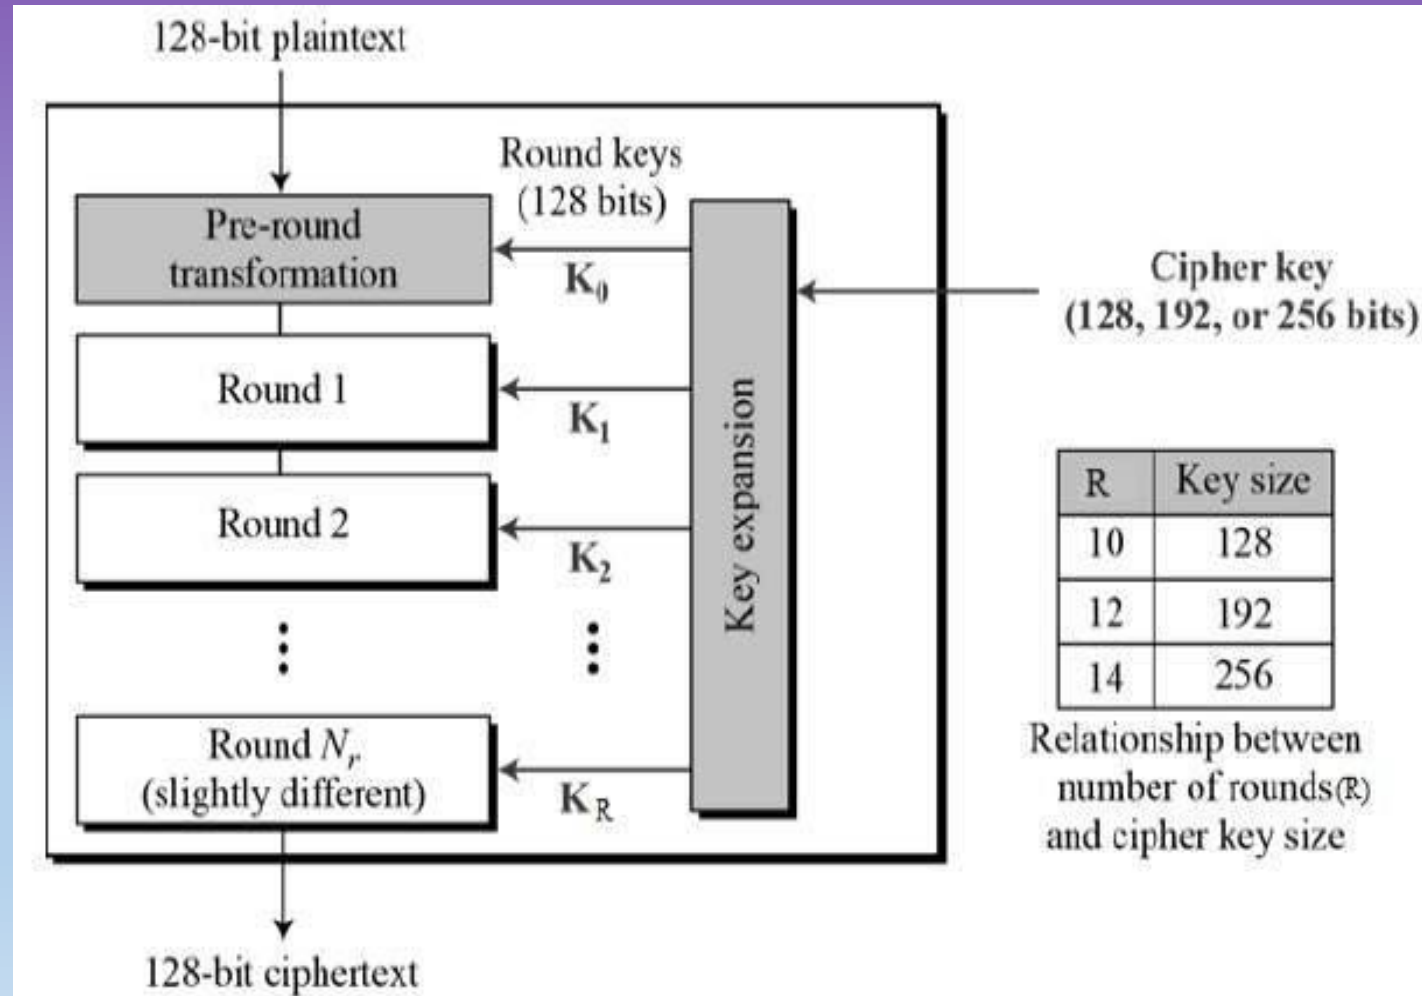 128-bit plaintext
Round keys
(128 bits)
Pre-round
transformation
K₀
Cipher key
(128, 192, or 256 bits)
Round 1
K₁
Round 2
K₂
Key expansion
R Key size
10 128
12 192
14 256
Relationship between
number of rounds(R)
and cipher key size
Round Nᵣ
(slightly different)
K R
128-bit ciphertext